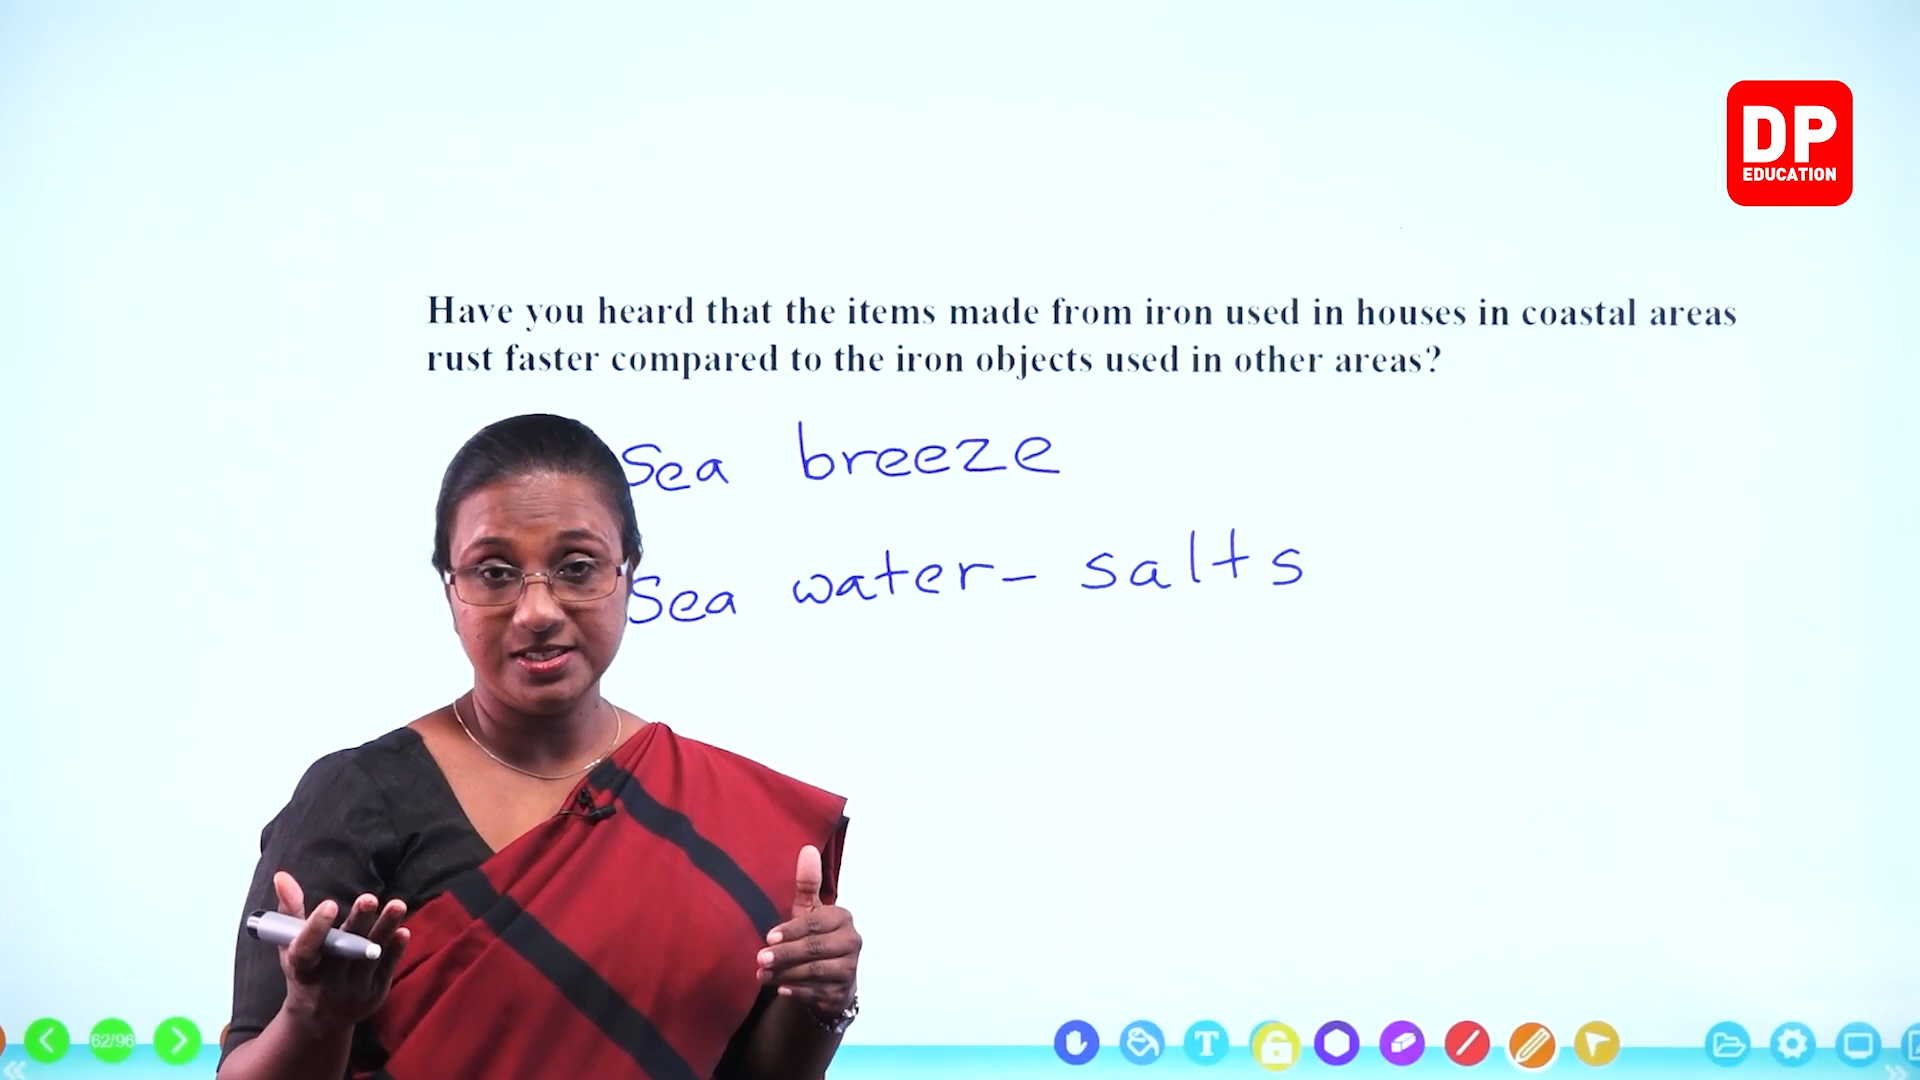 DP
EDUCATION
Have you heard that the items made from iron used in houses in coastal areas
rust faster compared to the iron objects used in other areas?
Sea breeze
Sea water - salts
62/96
T